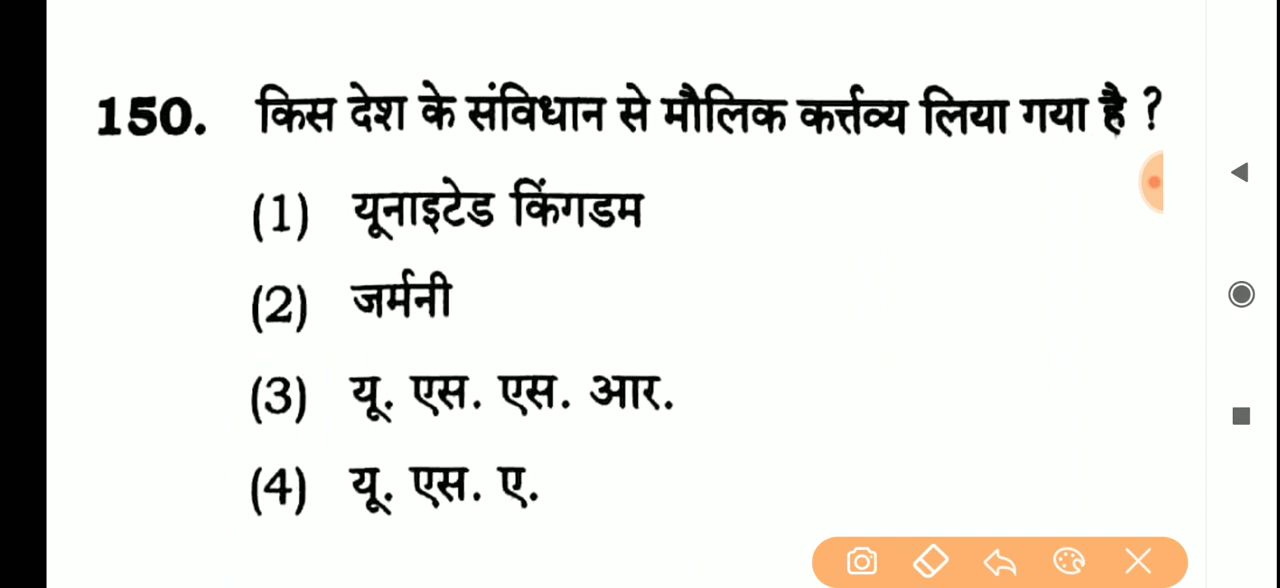 150. किस देश के संविधान से मौलिक कर्त्तव्य लिया गया है ?
(1) यूनाइटेड किंगडम
(2) जर्मनी
(3) यू. एस. एस. आर.
(4) यू. एस. ए.